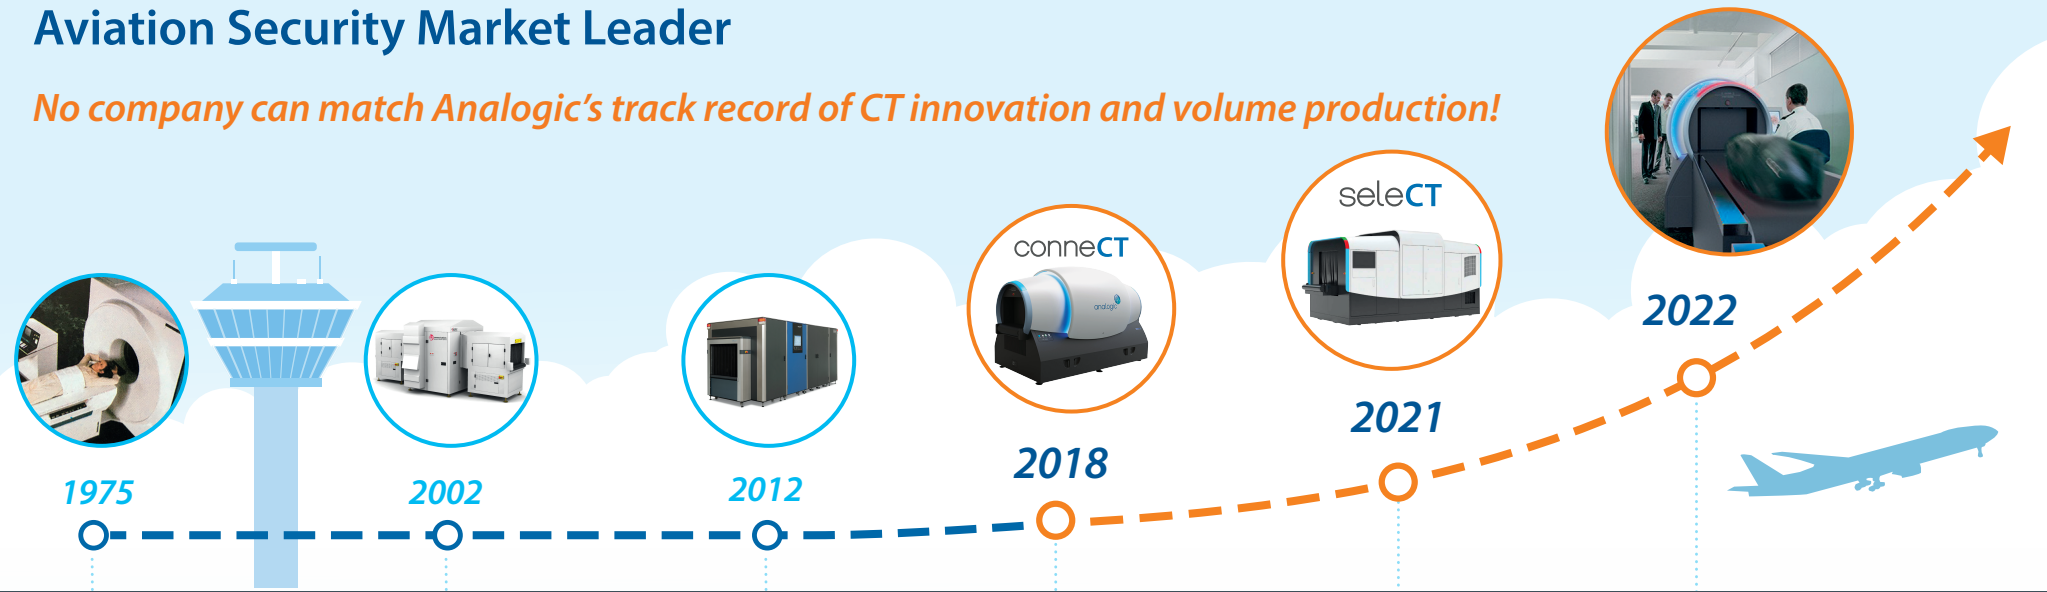 Aviation Security Market Leader
No company can match Analogic's track record of CT innovation and volume production!
seleCT
conneCT
analogic
2022
2021
2018
1975
2002
2012